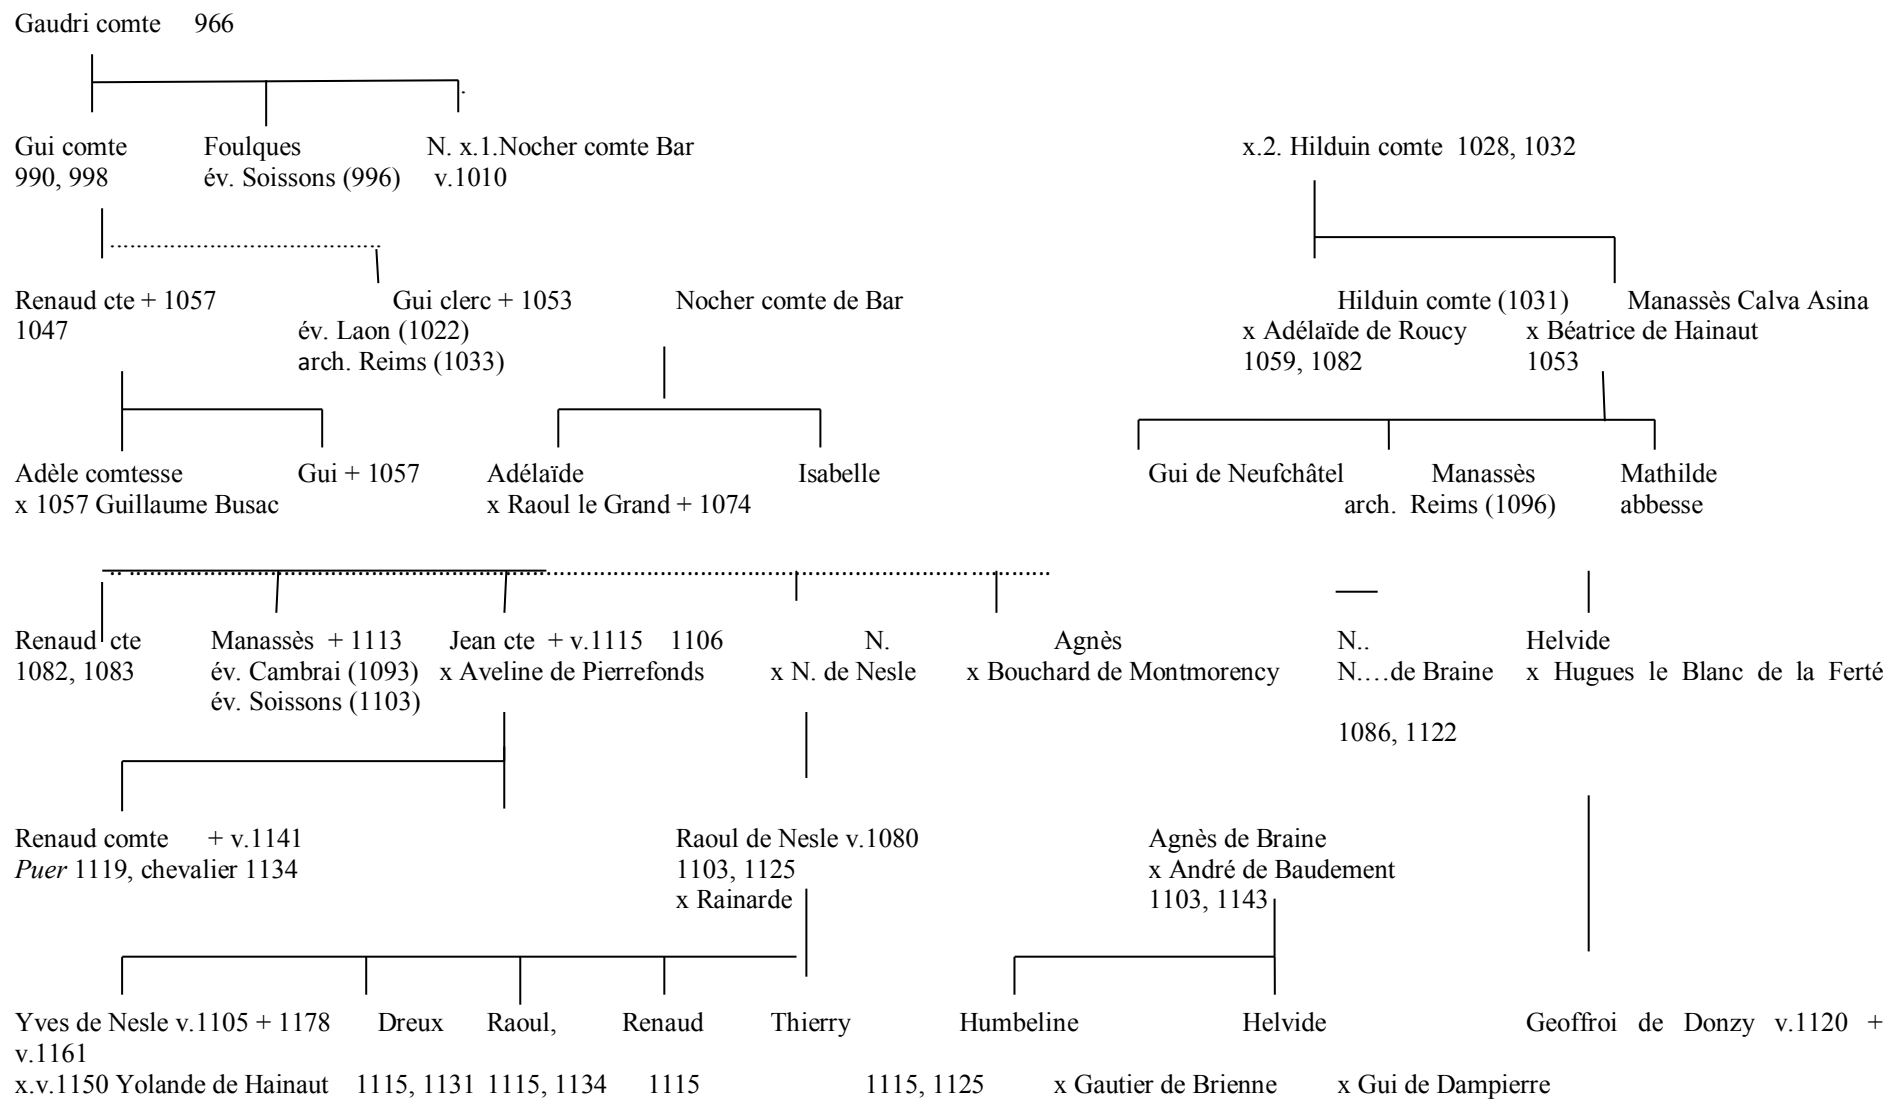 Gaudri comte 966
Gui comte Foulques N. x.1.Nocher comte Bar x.2. Hilduin comte 1028, 1032
990, 998 év. Soissons (996) v.1010
Renaud cte + 1057 Gui clerc + 1053 Nocher comte de Bar Hilduin comte (1031) Manassès Calva Asina
1047 év. Laon (1022) x Adélaïde de Roucy x Béatrice de Hainaut
arch. Reims (1033) 1059, 1082 1053
Adèle comtesse Gui + 1057 Adélaïde Isabelle Gui de Neufchâtel Manassès Mathilde
x 1057 Guillaume Busac x Raoul le Grand + 1074 arch. Reims (1096) abbesse
Renaud cte Manassès + 1113 Jean cte + v.1115 1106 N. Agnès N.. Helvide
1082, 1083 év. Cambrai (1093) x Aveline de Pierrefonds x N. de Nesle x Bouchard de Montmorency N.…de Braine x Hugues le Blanc de la Ferté
év. Soissons (1103)
1086, 1122
Renaud comte + v.1141 Raoul de Nesle v.1080 Agnès de Braine
Puer 1119, chevalier 1134 1103, 1125 x André de Baudement
x Rainarde 1103, 1143
Yves de Nesle v.1105 + 1178 Dreux Raoul, Renaud Thierry Humbeline Helvide Geoffroi de Donzy v.1120 +
v.1161
x.v.1150 Yolande de Hainaut 1115, 1131 1115, 1134 1115 1115, 1125 x Gautier de Brienne x Gui de Dampierre